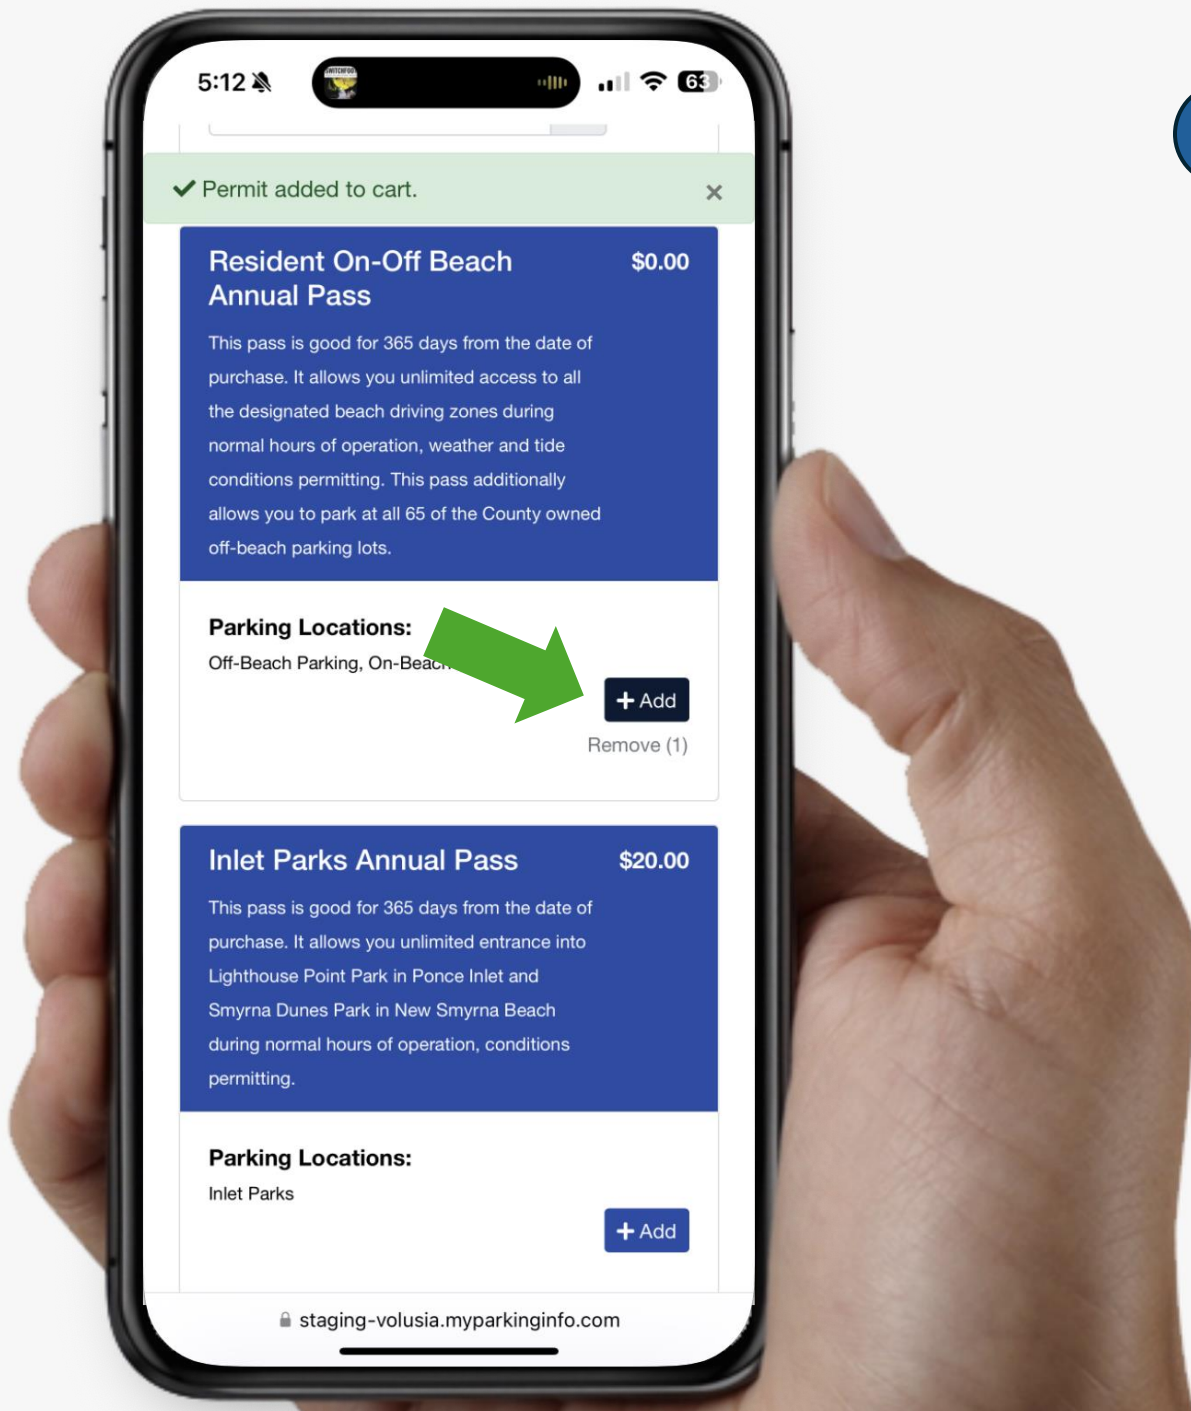 5:12
63
Permit added to cart.
Resident On-Off Beach
Annual Pass
$0.00
This pass is good for 365 days from the date of
purchase. It allows you unlimited access to all
the designated beach driving zones during
normal hours of operation, weather and tide
conditions permitting. This pass additionally
allows you to park at all 65 of the County owned
off-beach parking lots.
Parking Locations:
Off-Beach Parking, On-Beach
+ Add
Remove (1)
Inlet Parks Annual Pass
$20.00
This pass is good for 365 days from the date of
purchase. It allows you unlimited entrance into
Lighthouse Point Park in Ponce Inlet and
Smyrna Dunes Park in New Smyrna Beach
during normal hours of operation, conditions
permitting.
Parking Locations:
Inlet Parks
+ Add
staging-volusia.myparkinginfo.com